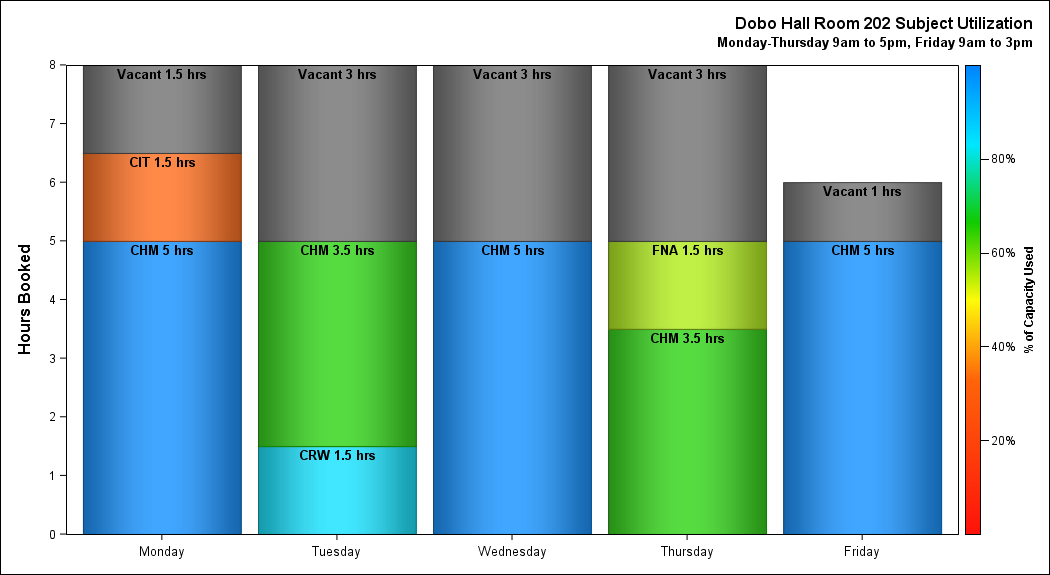 Dobo Hall Room 202 Subject Utilization
Monday-Thursday 9am to 5pm, Friday 9am to 3pm
Hours Booked
8
7
6
5
4
3
2
1
0
Vacant 1.5 hrs
CIT 1.5 hrs
CHM 5 hrs
Vacant 3 hrs
CHM 3.5 hrs
CRW 1.5 hrs
Vacant 3 hrs
CHM 5 hrs
Vacant 3 hrs
FNA 1.5 hrs
CHM 3.5 hrs
Vacant 1 hrs
CHM 5 hrs
Monday
Tuesday
Wednesday
Thursday
Friday
80%
60%
40%
20%
% of Capacity Used